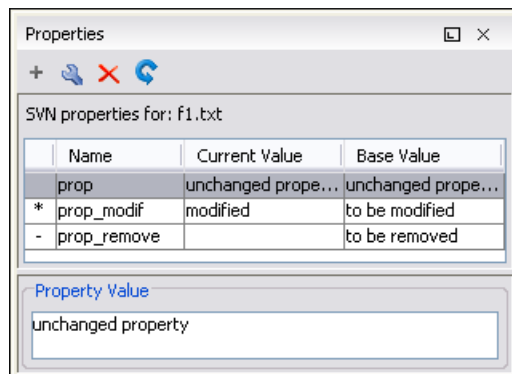 Properties
SVN properties for: f1.txt
Name Current Value Base Value
prop unchanged prope... unchanged prope...
* prop_modif modified to be modified
- prop_remove to be removed
Property Value
unchanged property